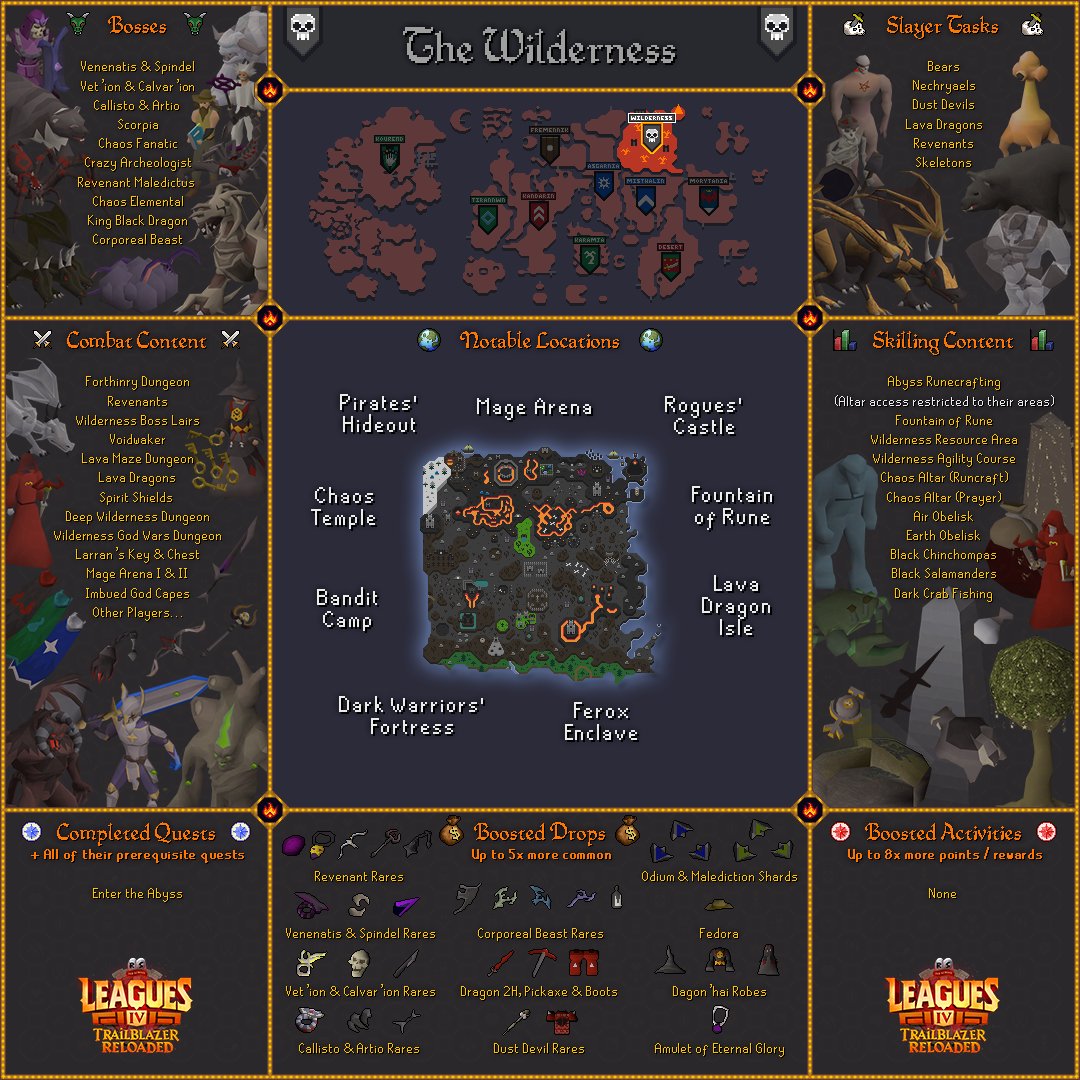 Bosses
Venenatis & Spindel
Vet'ion & Calvar'ion
Callisto & Artio
Scorpia
Chaos Fanatic
Crazy Archeologist
Revenant Maledictus
Chaos Elemental
King Black Dragon
Corporeal Beast
The Wilderness
KOUREND
FREMENNIK
WILDERNESS
ASGARNIA
MISTHALIN
MORYTANIA
TIRANNWN
KANDARIN
KARAMJA
DESERT
Slayer Tasks
Bears
Nechryaels
Dust Devils
Lava Dragons
Revenants
Skeletons
Combat Content
Forthinry Dungeon
Revenants
Wilderness Boss Lairs
Voidwaker
Lava Maze Dungeon
Lava Dragons
Spirit Shields
Deep Wilderness Dungeon
Wilderness God Wars Dungeon
Larran's Key & Chest
Mage Arena I & II
Imbued God Capes
Other Players...
Notable Locations
Pirates'
Hideout
Mage Arena
Rogues'
Castle
Chaos
Temple
Fountain
of Rune
Bandit
Camp
Lava
Dragon
Isle
Dark Warriors'
Fortress
Ferox
Enclave
Skilling Content
Abyss Runecrafting
(Altar access restricted to their areas)
Fountain of Rune
Wilderness Resource Area
Wilderness Agility Course
Chaos Altar (Runcraft)
Chaos Altar (Prayer)
Air Obelisk
Earth Obelisk
Black Chinchompas
Black Salamanders
Dark Crab Fishing
Completed Quests
+ All of their prerequisite quests
Enter the Abyss
LEAGUES
IV
TRAILBLAZER
RELOADED
Boosted Drops
Up to 5x more common
Revenant Rares
Odium & Malediction Shards
Venenatis & Spindel Rares
Corporeal Beast Rares
Fedora
Vet'ion & Calvar'ion Rares
Dragon 2H, Pickaxe & Boots
Dagon'hai Robes
Callisto & Artio Rares
Dust Devil Rares
Amulet of Eternal Glory
Boosted Activities
Up to 8x more points / rewards
None
LEAGUES
IV
TRAILBLAZER
RELOADED